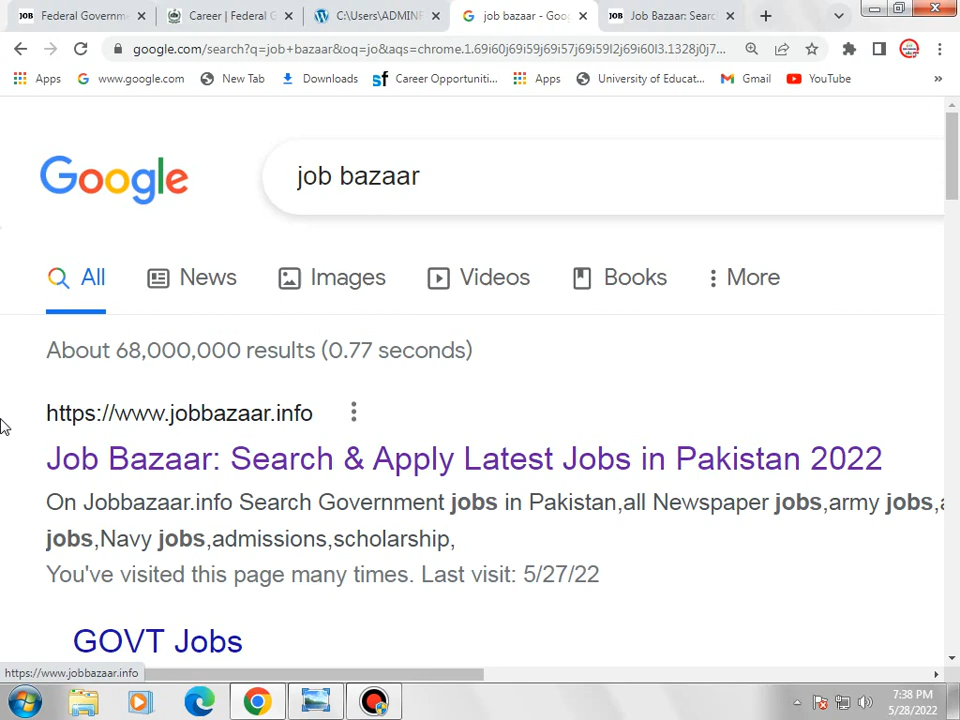 Federal Governm
Career | Federal G
C:\Users\ADMINF
job bazaar - Goo
Job Bazaar: Searc
google.com/search?q=job+bazaar&oq=jo&aqs=chrome.1.69i60j69i59j69i57j69i59l2j69i60l3.1328j0j7...
Apps
www.google.com
New Tab
Downloads
Career Opportuniti...
Apps
University of Educat...
Gmail
YouTube
»
Google
job bazaar
All
News
Images
Videos
Books
More
About 68,000,000 results (0.77 seconds)
https://www.jobbazaar.info
Job Bazaar: Search & Apply Latest Jobs in Pakistan 2022
On Jobbazaar.info Search Government jobs in Pakistan,all Newspaper jobs,army jobs,a
jobs,Navy jobs,admissions,scholarship,
You've visited this page many times. Last visit: 5/27/22
GOVT Jobs
https://www.jobbazaar.info
7:38 PM
5/28/2022